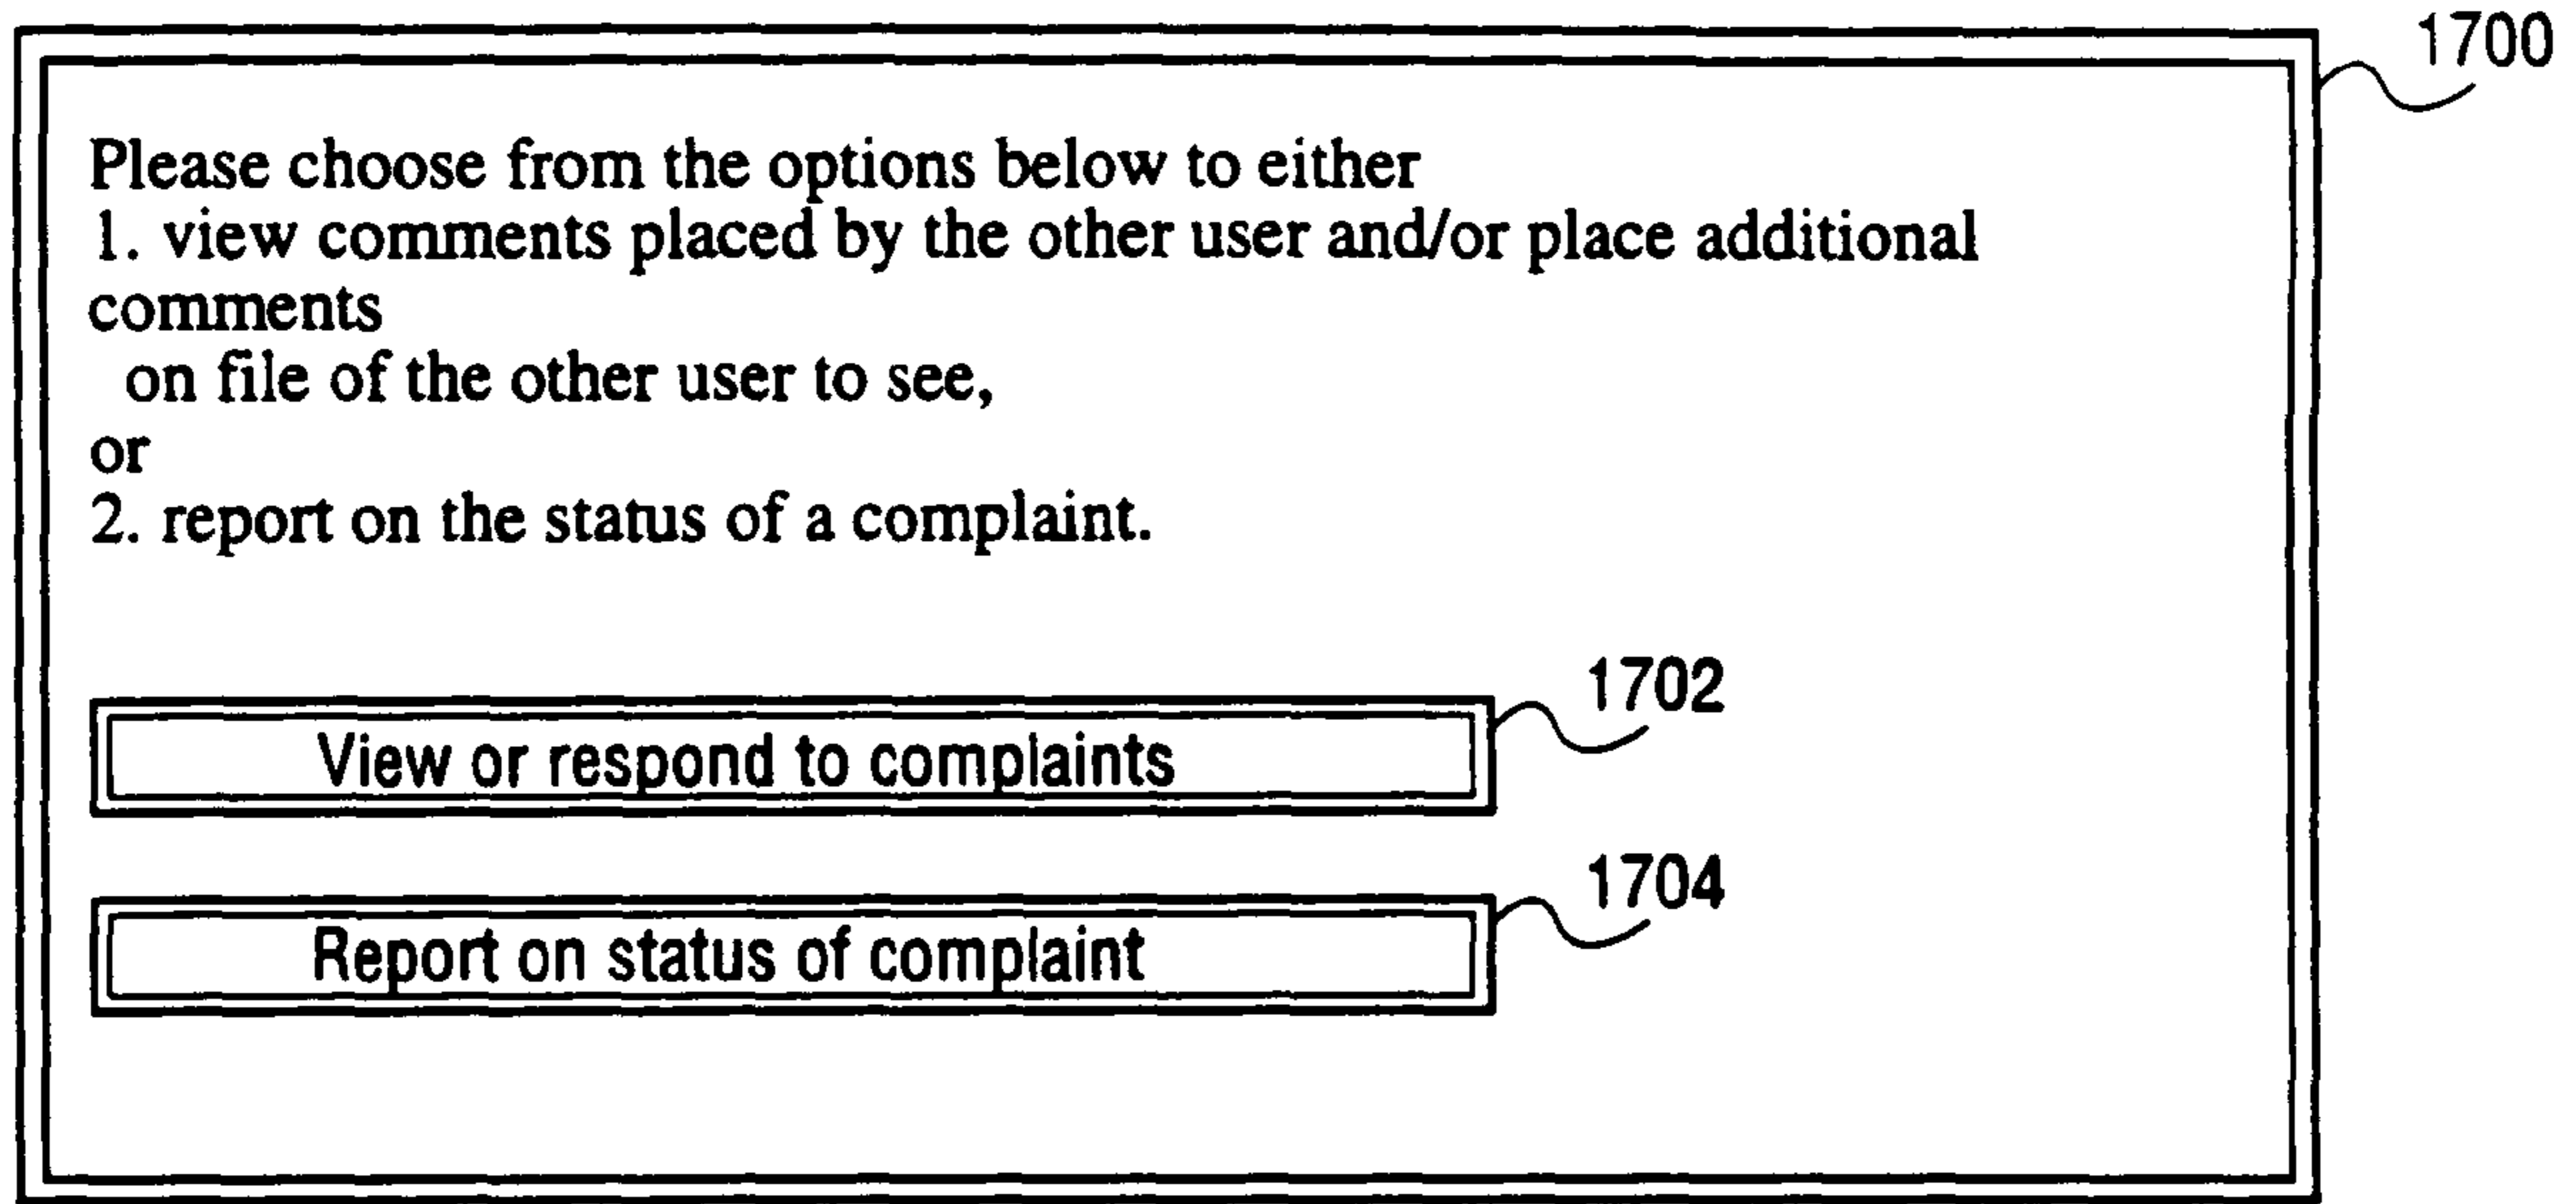 1700
Please choose from the options below to either
1. view comments placed by the other user and/or place additional
comments
on file of the other user to see,
or
2. report on the status of a complaint.
1702
View or respond to complaints
1704
Report on status of complaint